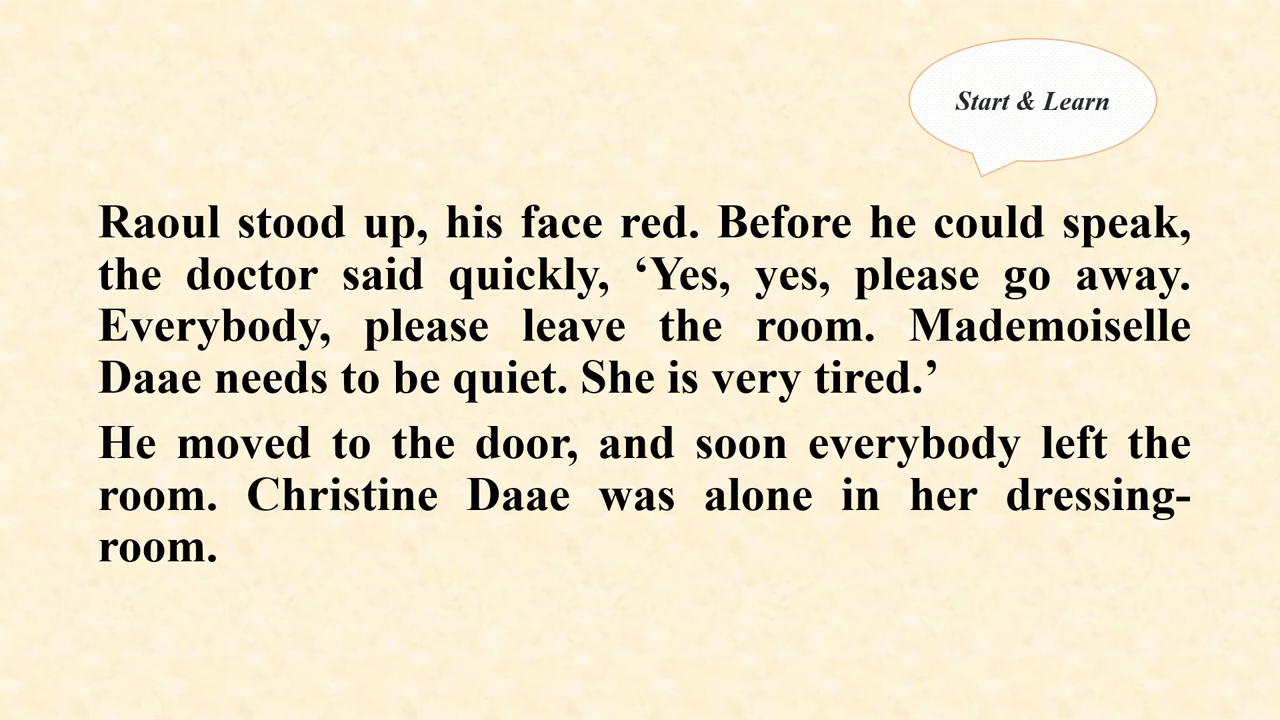 Start & Learn
Raoul stood up, his face red. Before he could speak,
the doctor said quickly, ‘Yes, yes, please go away.
Everybody, please leave the room. Mademoiselle
Daae needs to be quiet. She is very tired.’
He moved to the door, and soon everybody left the
room. Christine Daae was alone in her dressing-
room.